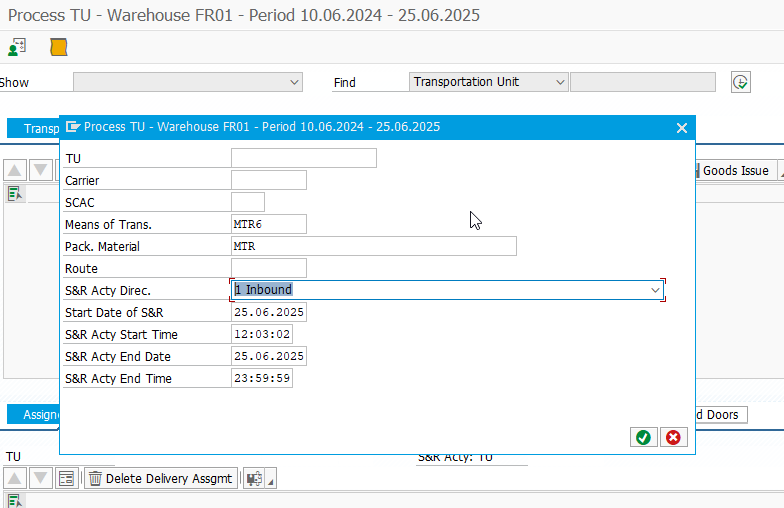 Process TU - Warehouse FR01 - Period 10.06.2024 - 25.06.2025
Show
Find Transportation Unit
Transp
Process TU - Warehouse FR01 - Period 10.06.2024 - 25.06.2025
TU
Goods Issue
Carrier
SCAC
Means of Trans. MTR6
Pack. Material MTR
Route
S&R Acty Direc. 1 Inbound
Start Date of S&R 25.06.2025
S&R Acty Start Time 12:03:02
S&R Acty End Date 25.06.2025
S&R Acty End Time 23:59:59
Assigne
d Doors
TU S&R Acty: TU
Delete Delivery Assgmt